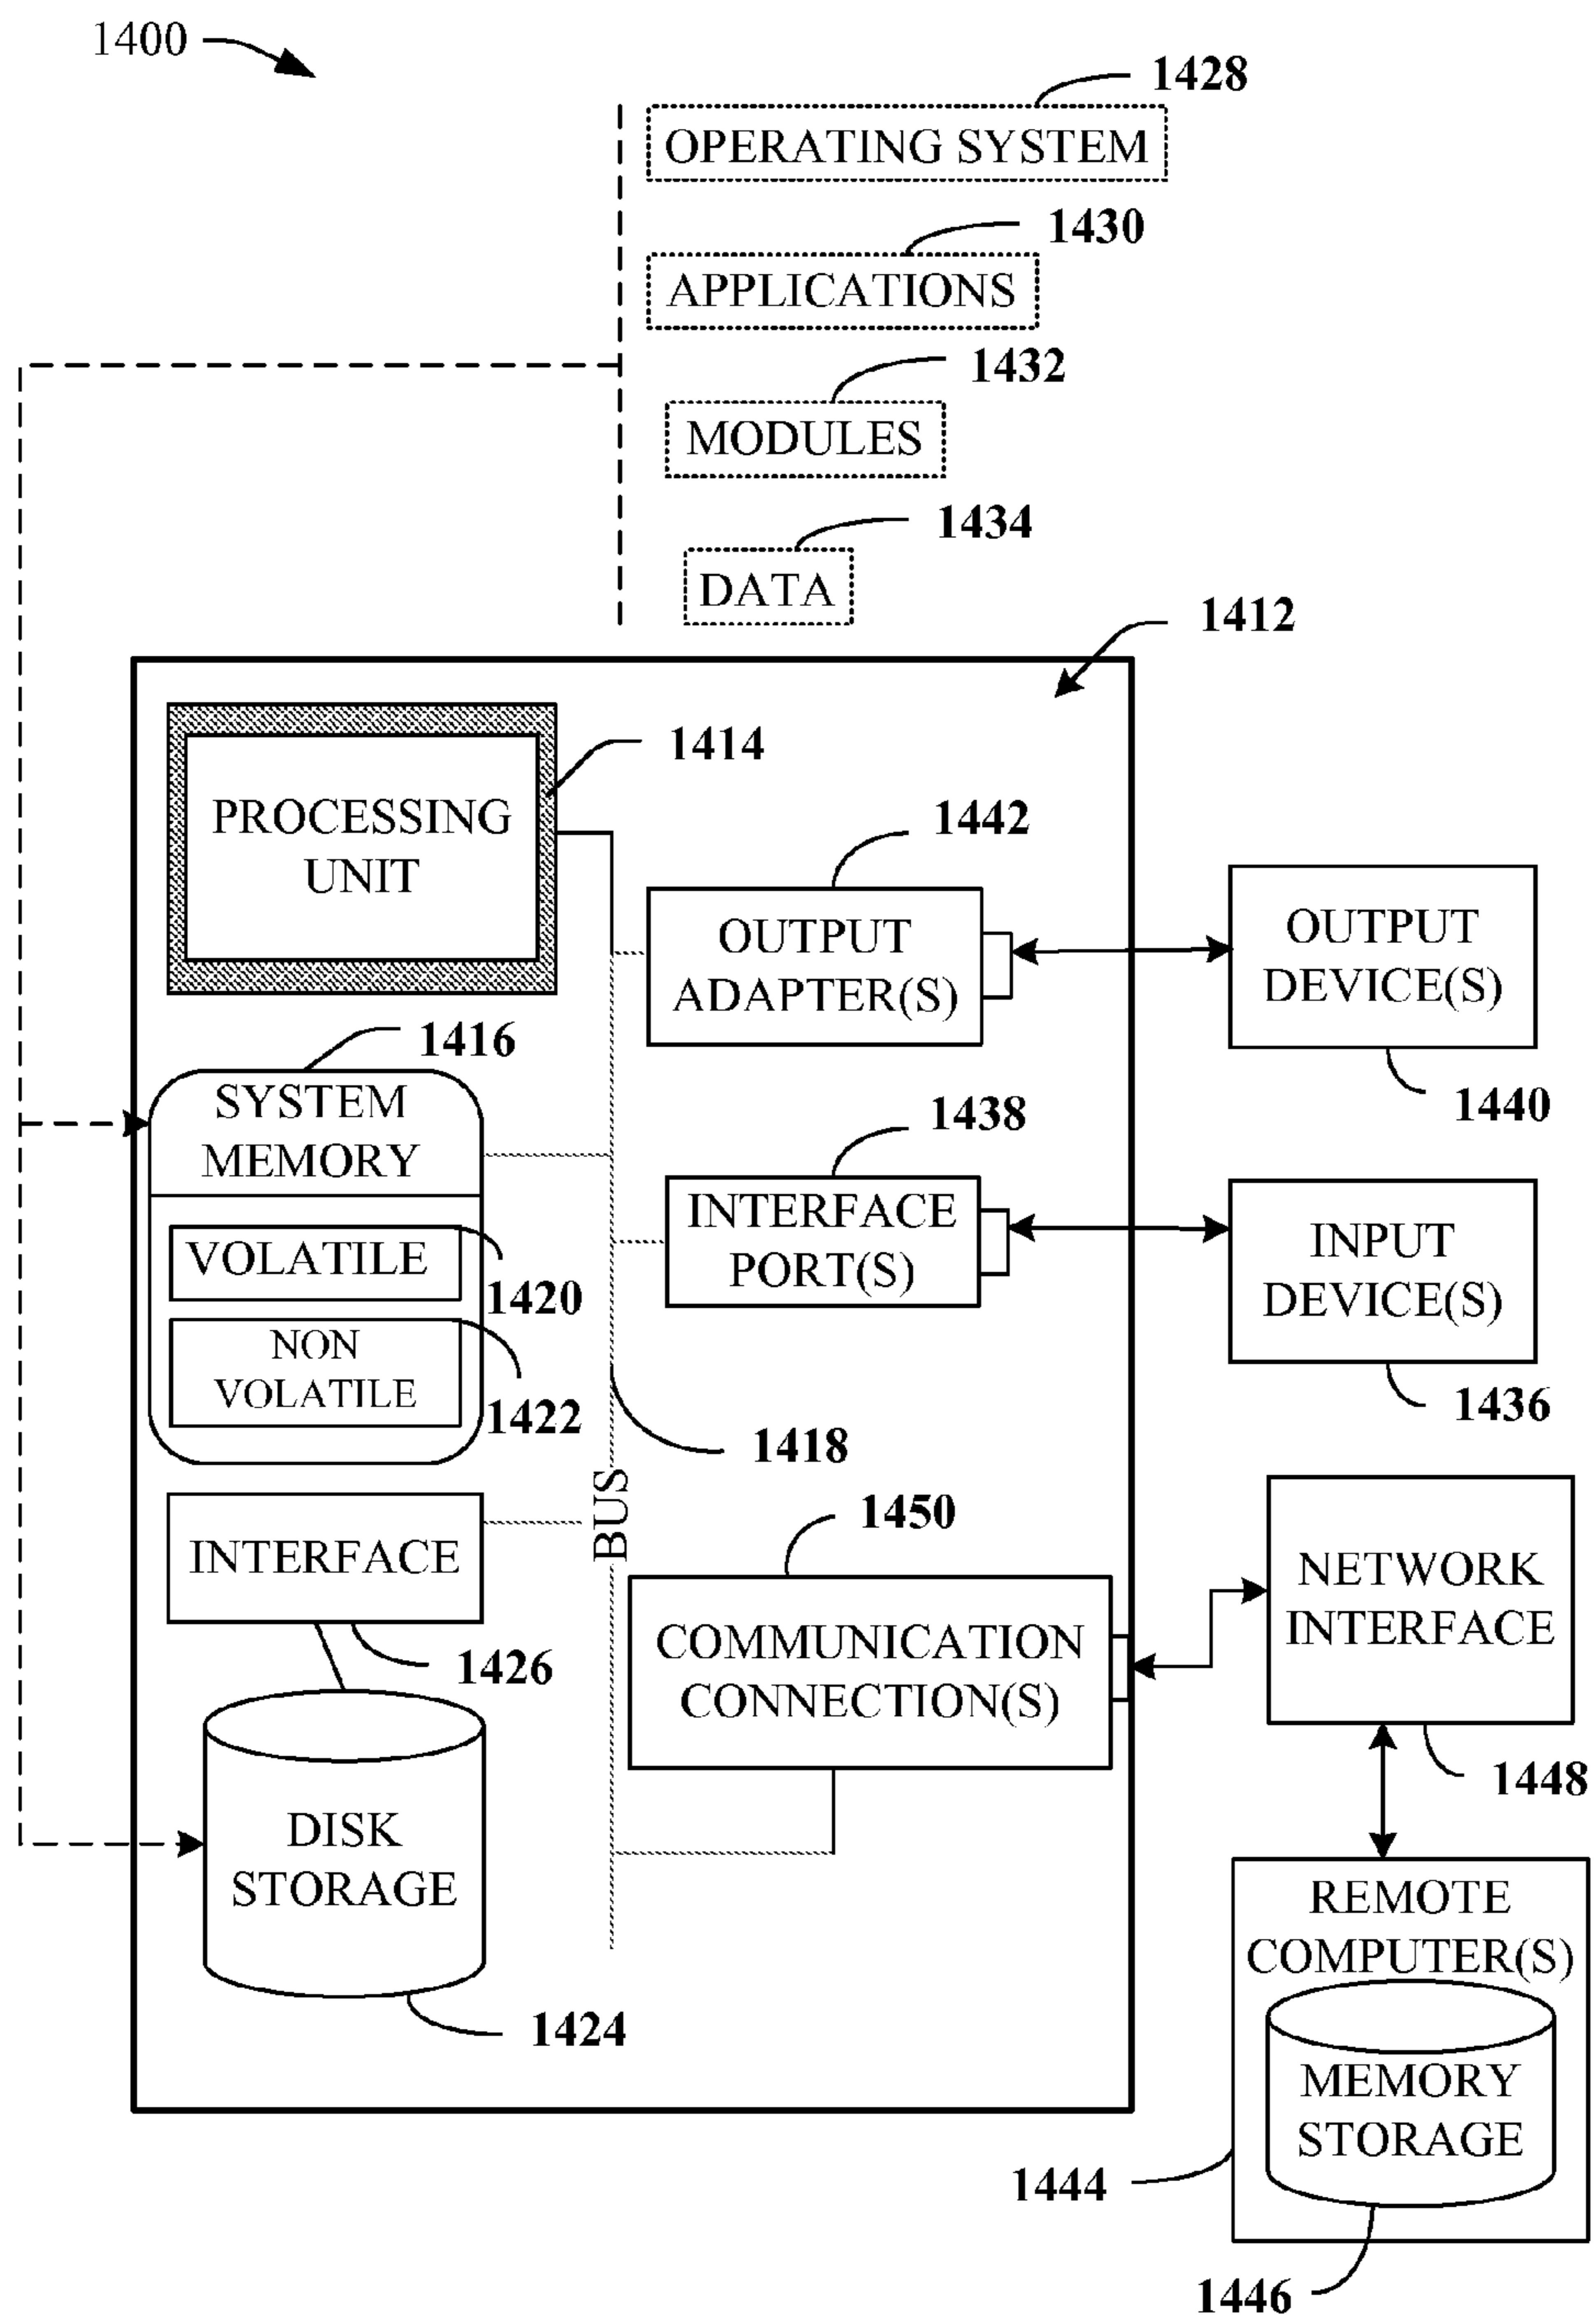 1400
1428
OPERATING SYSTEM
1430
APPLICATIONS
1432
MODULES
1434
DATA
1412
PROCESSING
UNIT
1414
1442
OUTPUT
ADAPTER(S)
OUTPUT
DEVICE(S)
1440
1416
SYSTEM
MEMORY
VOLATILE
1420
NON
VOLATILE
1422
1438
INTERFACE
PORT(S)
INPUT
DEVICE(S)
1436
1418
BUS
INTERFACE
1426
1450
COMMUNICATION
CONNECTION(S)
NETWORK
INTERFACE
1448
DISK
STORAGE
1424
REMOTE
COMPUTER(S)
MEMORY
STORAGE
1444
1446